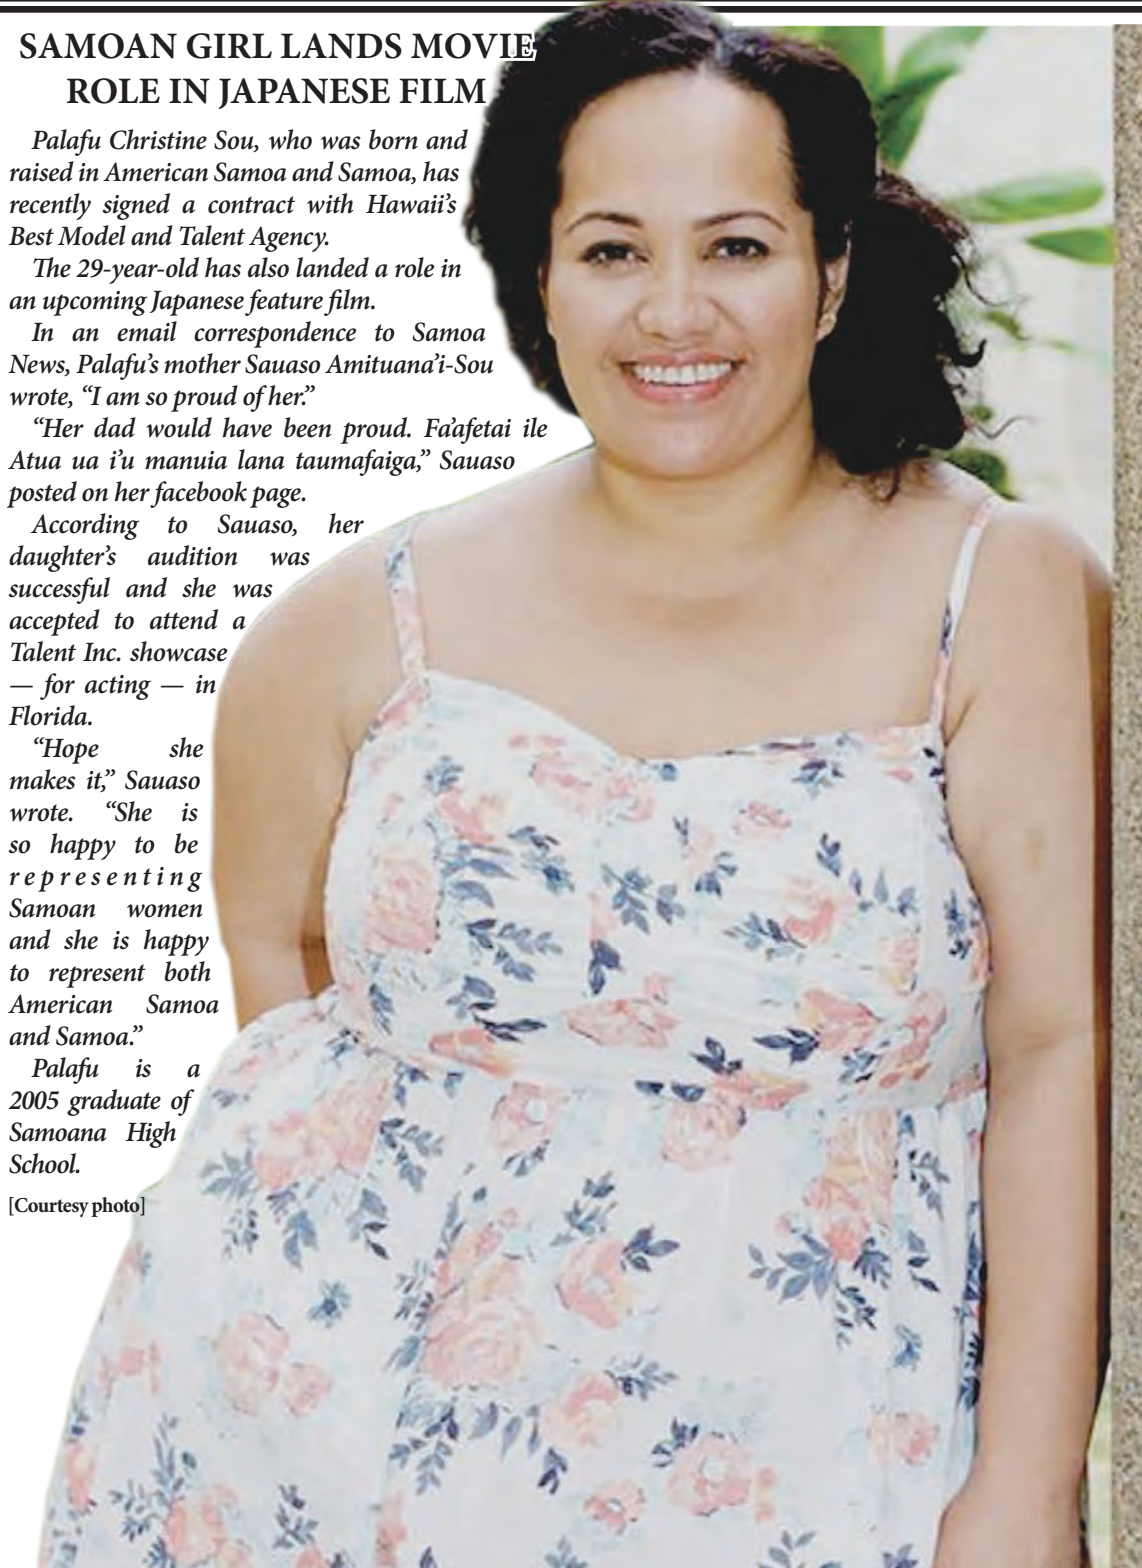 SAMOAN GIRL LANDS MOVIE
ROLE IN JAPANESE FILM
Palafu Christine Sou, who was born and
raised in American Samoa and Samoa, has
recently signed a contract with Hawaii’s
Best Model and Talent Agency.
The 29-year-old has also landed a role in
an upcoming Japanese feature film.
In an email correspondence to Samoa
News, Palafu’s mother Sauaso Amituana’i-Sou
wrote, “I am so proud of her.”
“Her dad would have been proud. Fa’afetai ile
Atua ua i’u manuia lana taumafaiga,” Sauaso
posted on her facebook page.
According to Sauaso, her
daughter’s audition was
successful and she was
accepted to attend a
Talent Inc. showcase
— for acting — in
Florida.
“Hope she
makes it,” Sauaso
wrote. “She is
so happy to be
representing
Samoan women
and she is happy
to represent both
American Samoa
and Samoa.”
Palafu is a
2005 graduate of
Samoana High
School.
[Courtesy photo]